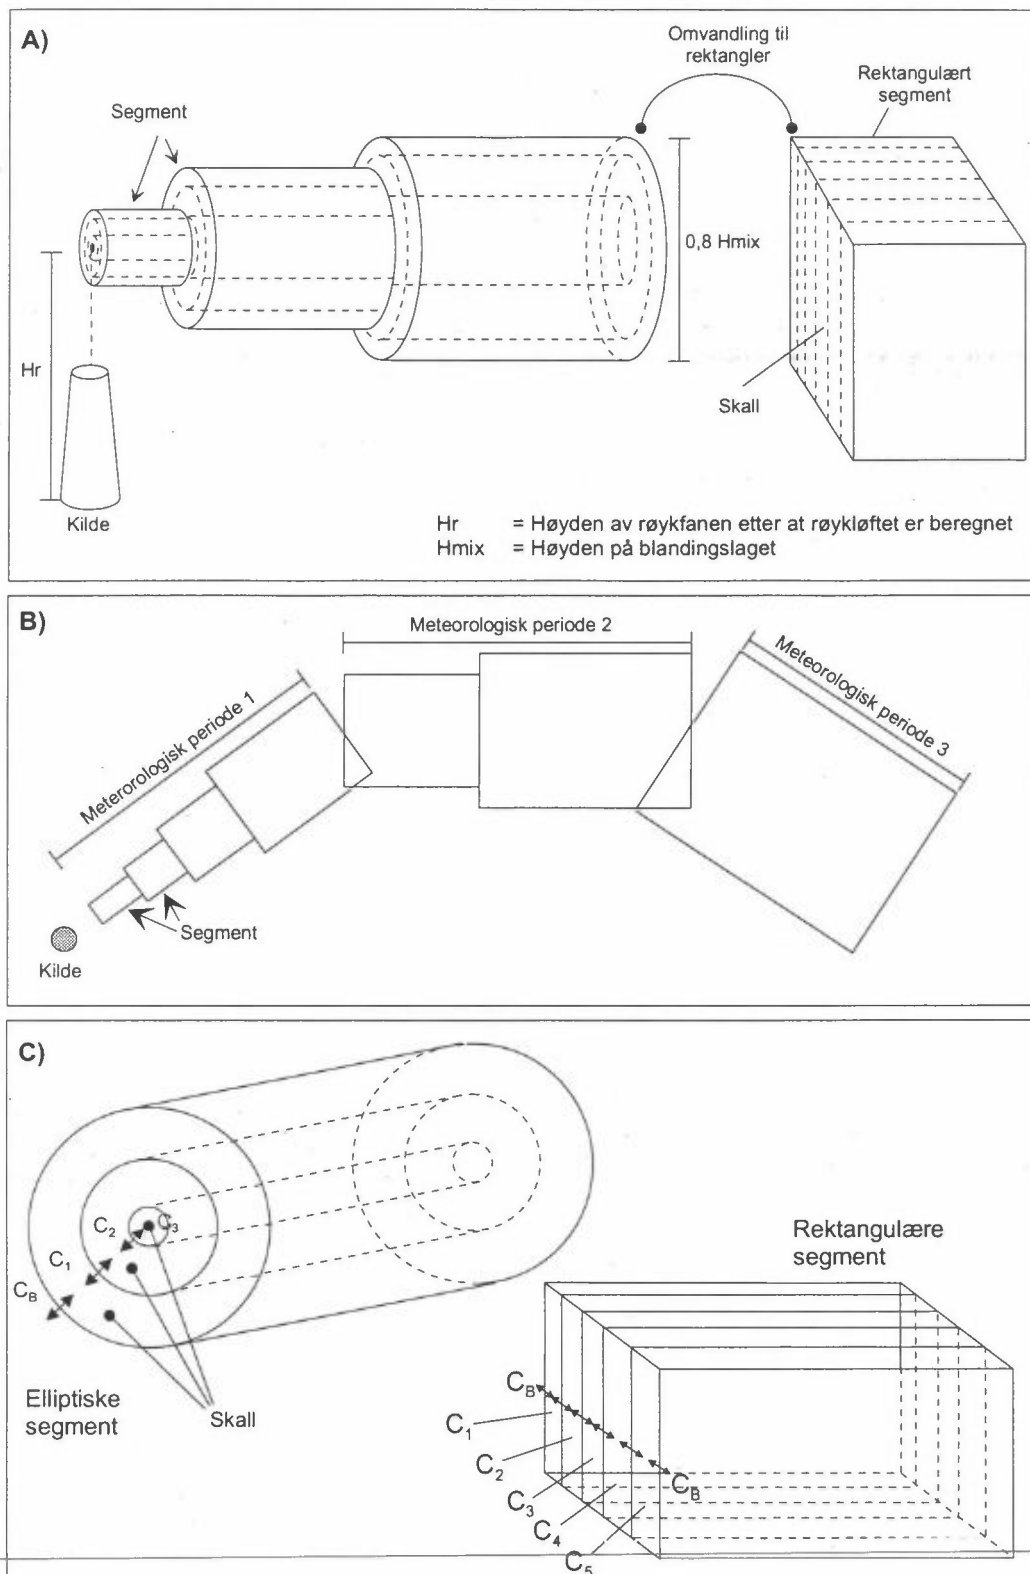 A)
Omvandling til
rektangler
Rektangulært
segment
Segment
0,8 Hmix
Hr
Skall
Kilde
Hr = Høyden av røykfanen etter at røykløftet er beregnet
Hmix = Høyden på blandingslaget
B)
Meteorologisk periode 2
Meterorologisk periode 1
Meteorologisk periode 3
Segment
Kilde
C)
C3
C2
C1
CB
Rektangulære
segment
Elliptiske
segment
Skall
CB
C1
C2
C3
CB
C4
C5